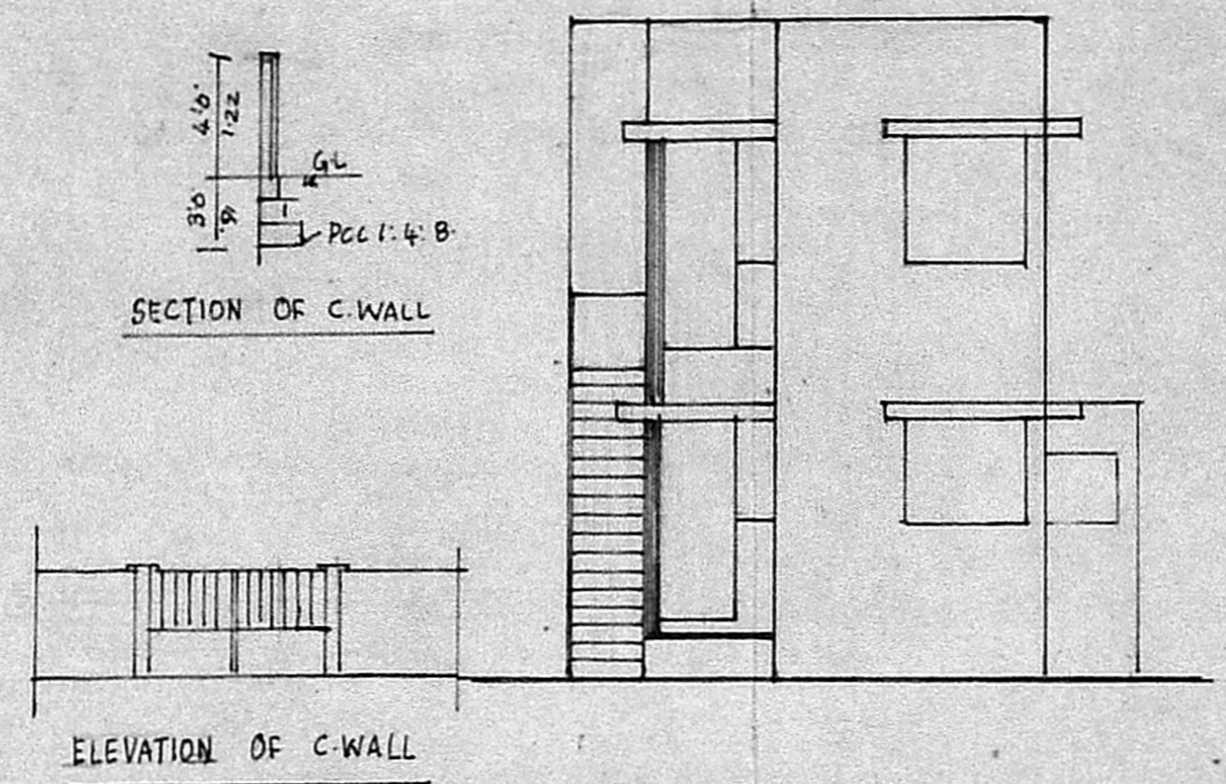 4'0"
1.22
GL
3'0"
.91
PCC 1:4:8.
SECTION OF C.WALL
ELEVATION OF C.WALL